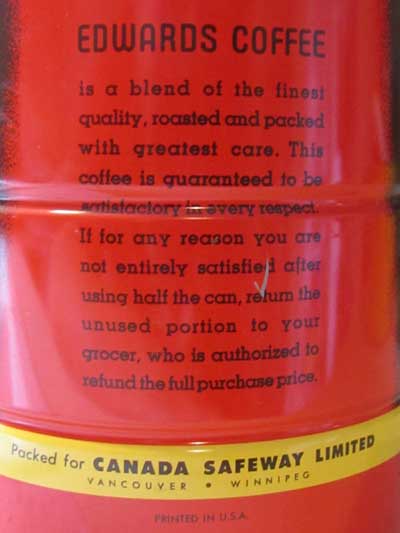 EDWARDS COFFEE
is a blend of the finest
quality, roasted and packed
with greatest care. This
coffee is guaranteed to be
satisfactory in every respect.
If for any reason you are
not entirely satisfied after
using half the can, return the
unused portion to your
grocer, who is authorized to
refund the full purchase price.
Packed for CANADA SAFEWAY LIMITED
VANCOUVER • WINNIPEG
PRINTED IN U.S.A.